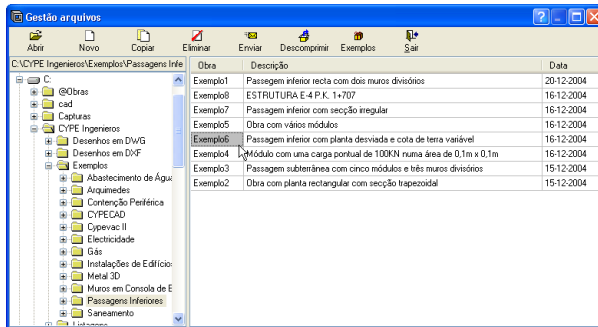 Gestão arquivos
Abrir Novo Copiar Eliminar Enviar Descomprimir Exemplos Sair
C:\CYPE Ingenieros\Exemplos\Passagens Infe
Obra Descrição Data
Exemplo1 Passegem inferior recta com dois muros divisórios 20-12-2004
Exemplo8 ESTRUTURA E-4 P.K. 1+707 16-12-2004
Exemplo7 Passegem inferior com secção irregular 16-12-2004
Exemplo5 Obra com vários módulos 16-12-2004
Exemplo6 Passegem inferior com planta desviada e cota de terra variável 16-12-2004
Exemplo4 Módulo com uma carga pontual de 100KN numa área de 0,1m x 0,1m 16-12-2004
Exemplo3 Passagem subterrânea com cinco módulos e três muros divisórios 15-12-2004
Exemplo2 Obra com planta rectangular com secção trapezoidal 15-12-2004
C:
@Obras
cad
Capturas
CYPE Ingenieros
Desenhos em DWG
Desenhos em DXF
Exemplos
Abastecimento de Água
Arquimedes
Contenção Periférica
CYPECAD
Cypevac II
Electricidade
Gás
Instalações de Edifício
Metal 3D
Muros em Consola de E
Passagens Inferiores
Saneamento
Listagens